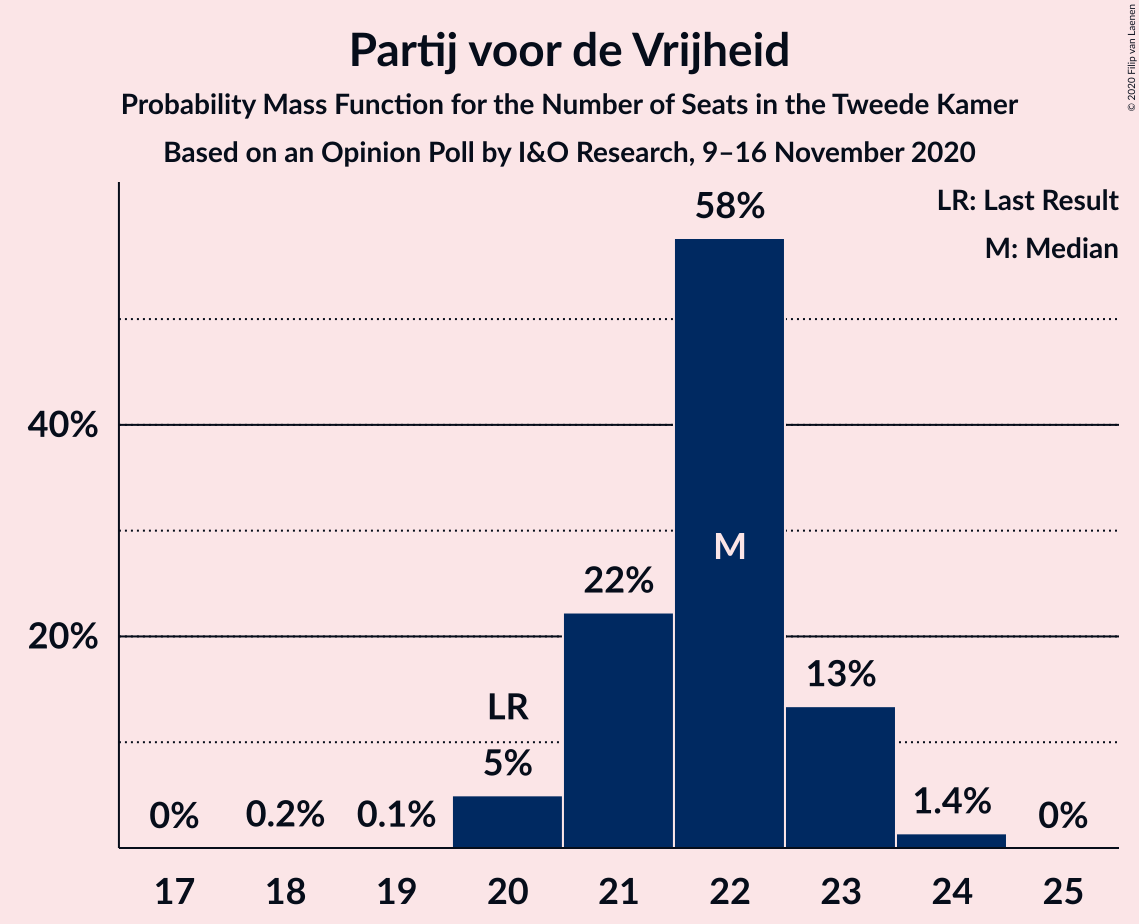 Partij voor de Vrijheid
Probability Mass Function for the Number of Seats in the Tweede Kamer
Based on an Opinion Poll by I&O Research, 9–16 November 2020
© 2020 Filip van Laenen
LR: Last Result
M: Median
58%
40%
M
22%
20%
13%
LR
5%
0%
0.2%
0.1%
1.4%
0%
17 18 19 20 21 22 23 24 25